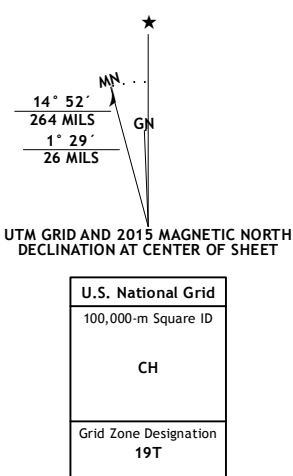 MN
14° 52´
264 MILS
GN
1° 29´
26 MILS
UTM GRID AND 2015 MAGNETIC NORTH
DECLINATION AT CENTER OF SHEET
U.S. National Grid
100,000-m Square ID
CH
Grid Zone Designation
19T